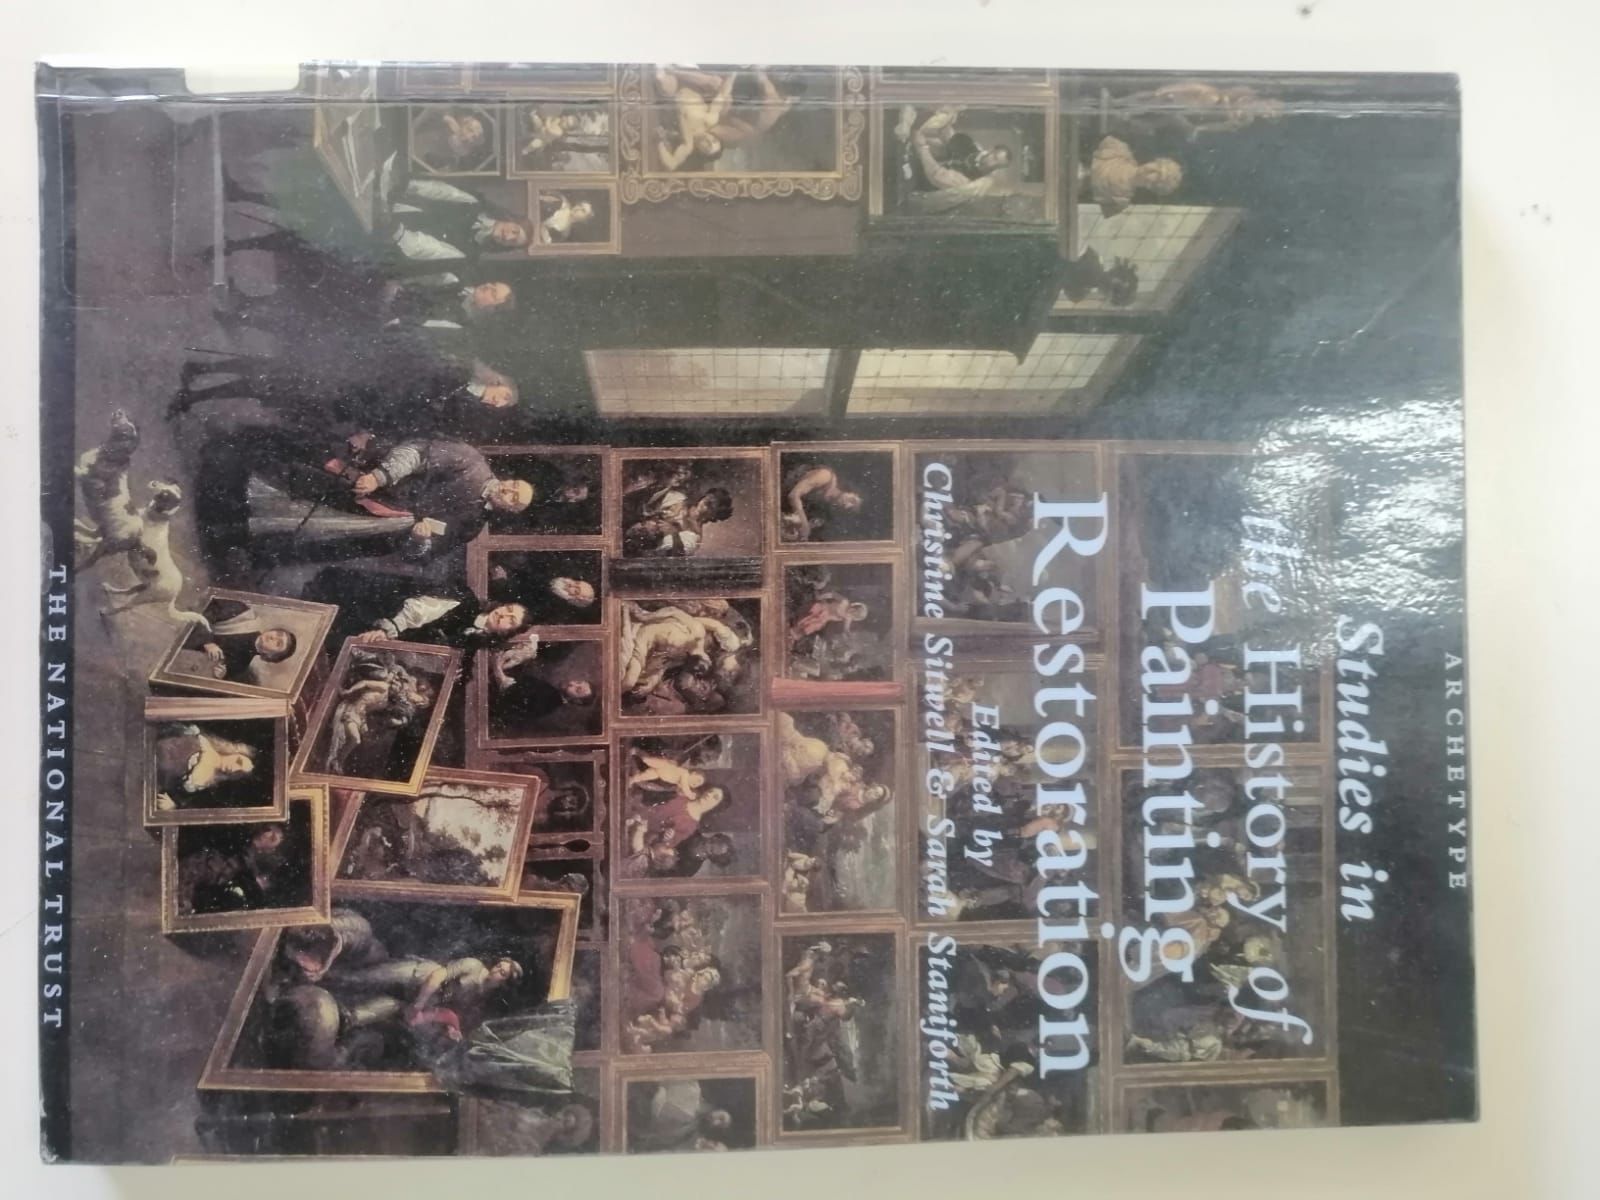 ARCHETYPE
Studies in
the History of
Painting
Restoration
Edited by
Christine Sitwell & Sarah Staniforth
THE NATIONAL TRUST